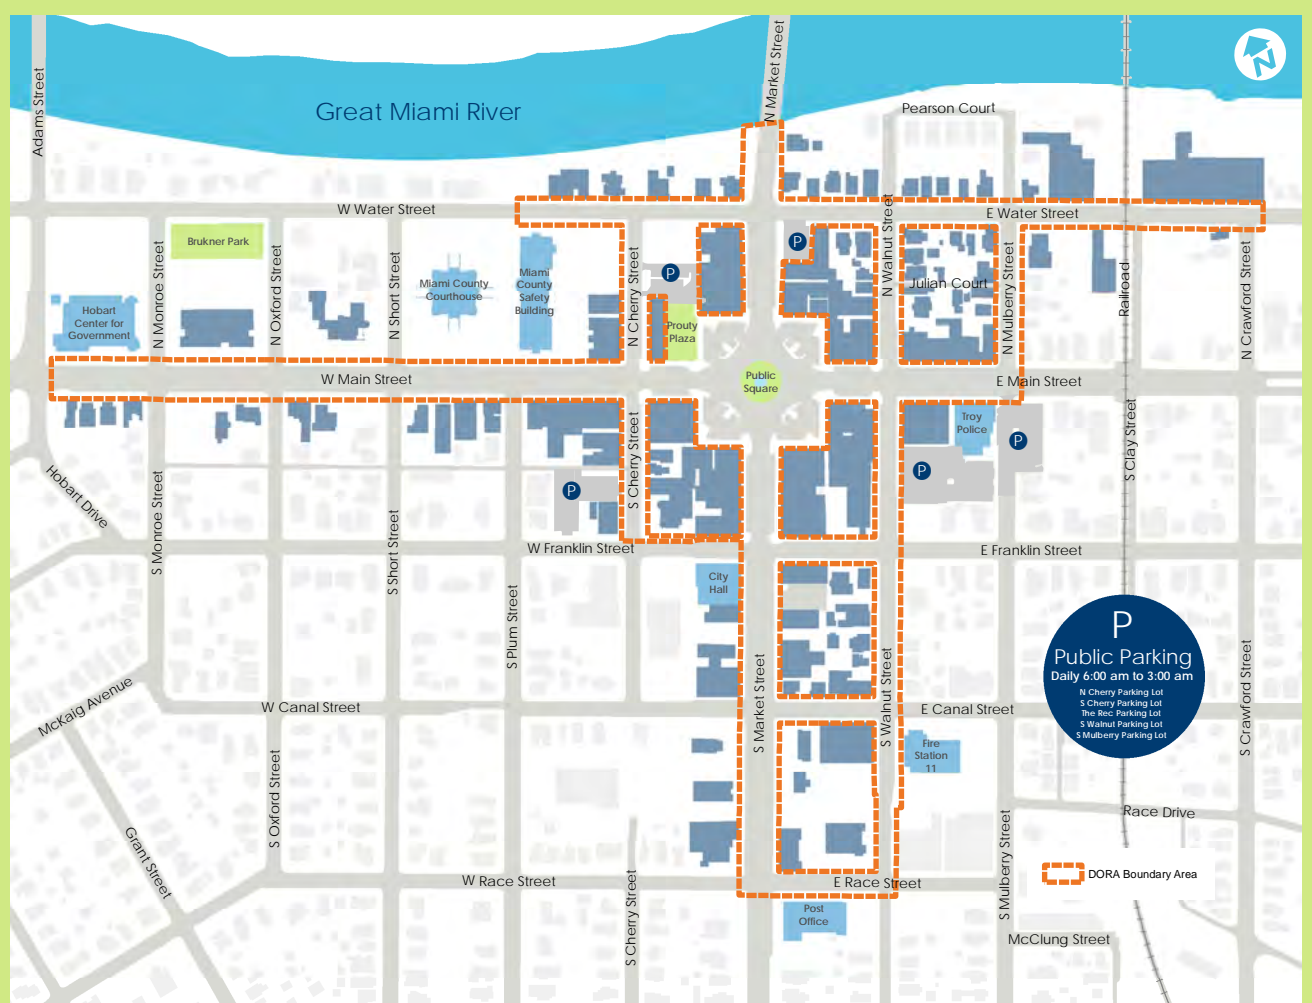 N Market Street
N
Adams Street
Great Miami River
Pearson Court
W Water Street
E Water Street
Brukner Park
N Monroe Street
N Oxford Street
N Short Street
N Cherry Street
N Walnut Street
N Mulberry Street
Railroad
N Crawford Street
P
P
Miami County
Courthouse
Miami
County
Safety
Building
Julian Court
Hobart
Center for
Government
Prouty
Plaza
W Main Street
Public
Square
E Main Street
Troy
Police
P
P
P
S Cherry Street
S Clay Street
Hobart Drive
S Monroe Street
S Short Street
W Franklin Street
E Franklin Street
City
Hall
S Plum Street
S Market Street
S Walnut Street
P
Public Parking
Daily 6:00 am to 3:00 am
N Cherry Parking Lot
S Cherry Parking Lot
The Rec Parking Lot
S Walnut Parking Lot
S Mulberry Parking Lot
S Crawford Street
McKaig Avenue
W Canal Street
E Canal Street
Fire
Station
11
S Oxford Street
Grant Street
Race Drive
S Mulberry Street
DORA Boundary Area
W Race Street
E Race Street
S Cherry Street
Post
Office
McClung Street